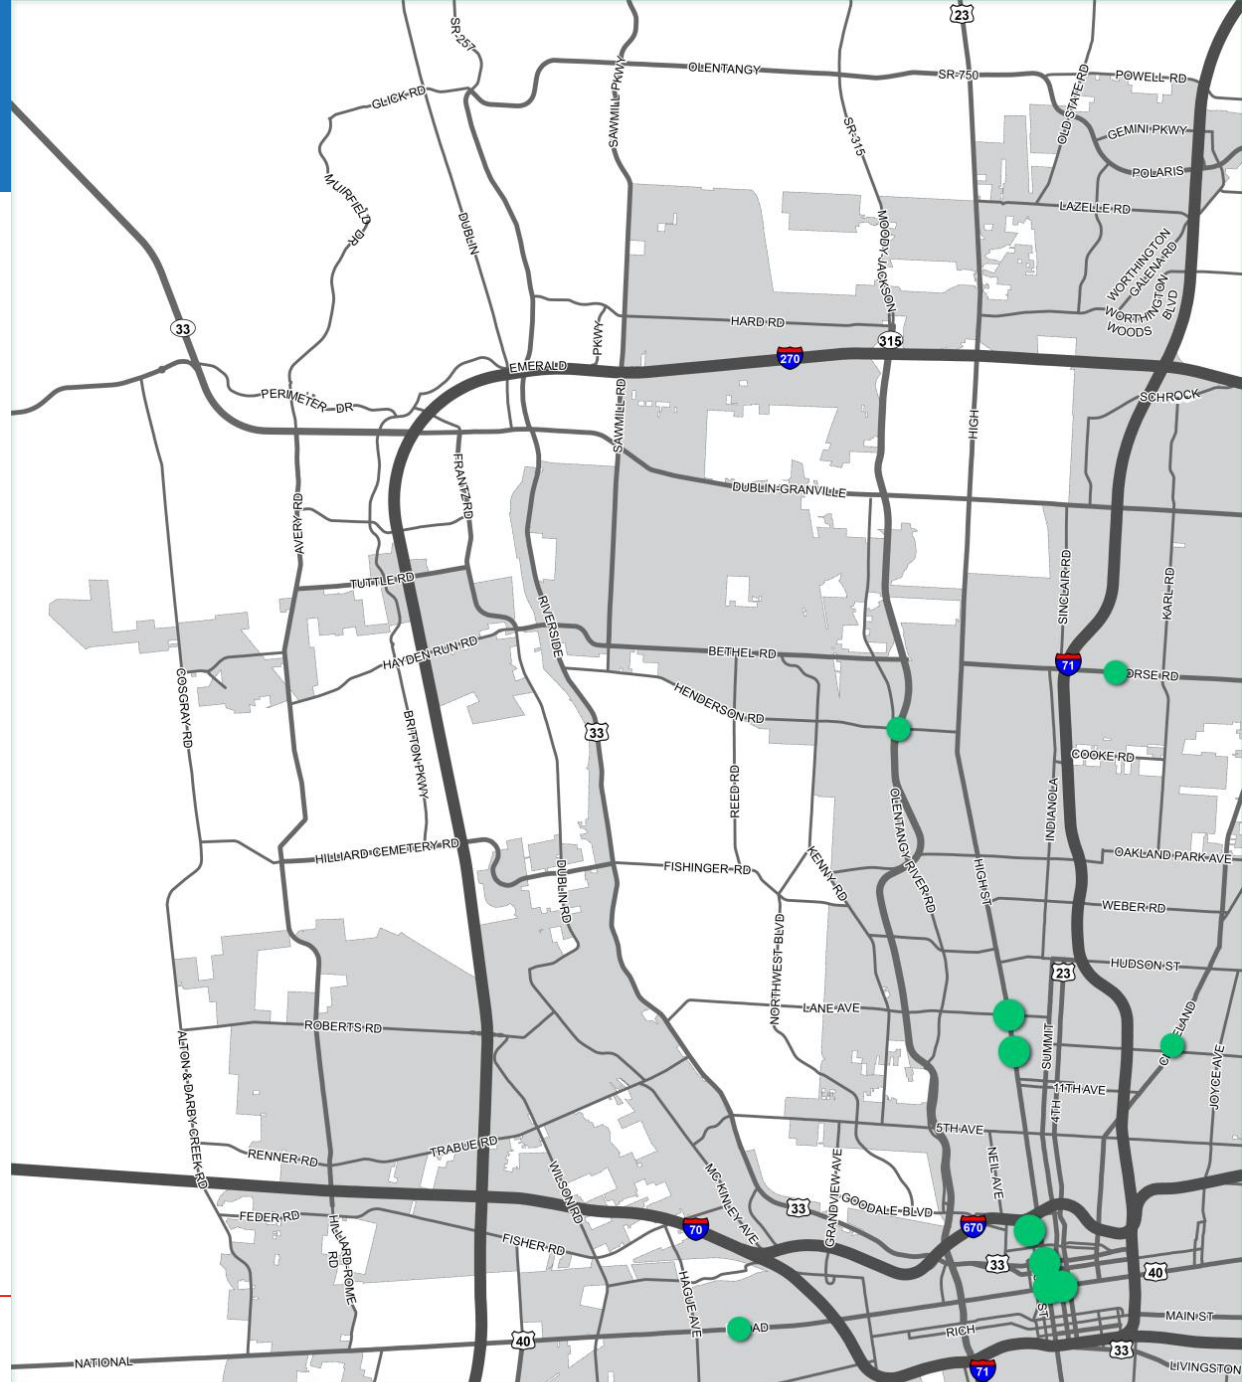 23
SR-257
OLENTANGY
SR-750
POWELL RD
GLICK RD
SAWMILL PKWY
OLD STATE RD
SR-315
GEMINI PKWY
POLARIS
MUIRFIELD DR
DUBLIN
MOODY-JACKSON
LAZELLE RD
WORTHINGTON
GALENA RD
WORTHINGTON
WOODS
BLVD
33
PKWY
HARD RD
315
270
EMERALD
PERIMETER DR
SAWMILL RD
HIGH
SCHROCK
FRANTZ RD
DUBLIN-GRANVILLE
AVERY RD
TUTTLE RD
SINCLAIR RD
KARL RD
RIVERSIDE
HAYDEN RUN RD
BETHEL RD
71
ORSE RD
COSGRAY RD
HENDERSON RD
33
BRITTON PKWY
REED RD
COOKE RD
INDIANOLA
OLENTANGY RIVER RD
HILLIARD CEMETERY RD
DUBLIN RD
FISHINGER RD
KENNY RD
HIGH ST
OAKLAND PARK AVE
WEBER RD
NORTHWEST BLVD
HUDSON ST
23
LANE AVE
ROBERTS RD
SUMMIT
ELAND
JOYCE AVE
ALTON & DARBY CREEK RD
11TH AVE
4TH
5TH AVE
TRABUE RD
RENNER RD
WILSON RD
MC KINLEY AVE
GRANDVIEW AVE
NEIL AVE
GOODALE BLVD
33
FEDER RD
HILLIARD-ROME
RD
FISHER RD
70
670
33
40
HAGUE AVE
ST
40
AD
RICH
MAIN ST
33
NATIONAL
71
LIVINGSTON